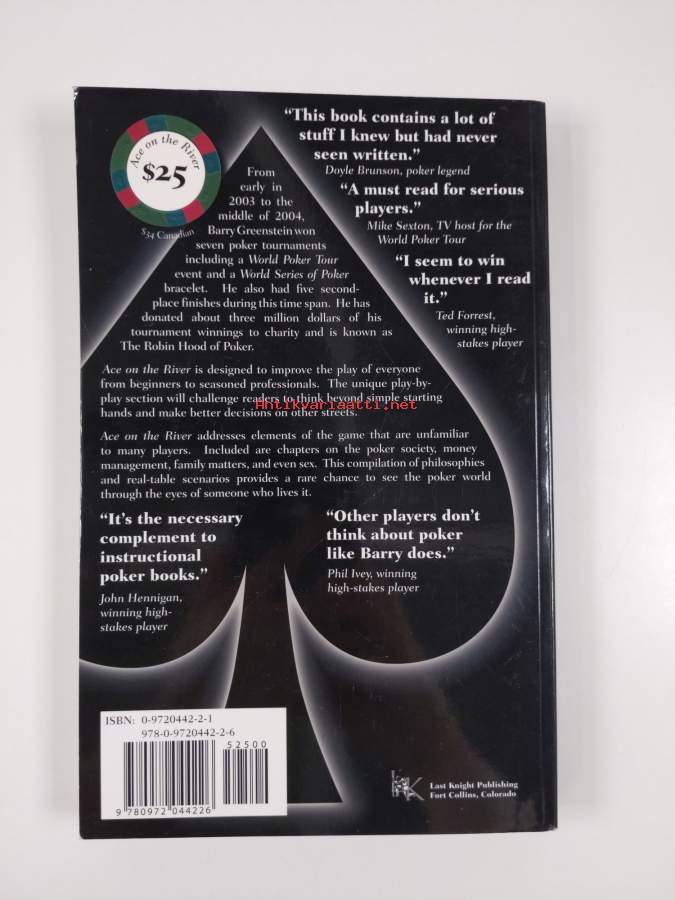 Ace on the River
$25
$34 Canadian
“This book contains a lot of
stuff I knew but had never
seen written.”
Doyle Brunson, poker legend
“A must read for serious
players.”
Mike Sexton, TV host for the
World Poker Tour
“I seem to win
whenever I read
it.”
Ted Forrest,
winning high-
stakes player
From
early in
2003 to the
middle of 2004,
Barry Greenstein won
seven poker tournaments
including a World Poker Tour
event and a World Series of Poker
bracelet. He also had five second-
place finishes during this time span. He has
donated about three million dollars of his
tournament winnings to charity and is known as
The Robin Hood of Poker.
Ace on the River is designed to improve the play of everyone
from beginners to seasoned professionals. The unique play-by-
play section will challenge readers to think beyond simple starting
hands and make better decisions on other streets.
Antikvariaatti.net
Ace on the River addresses elements of the game that are unfamiliar
to many players. Included are chapters on the poker society, money
management, family matters, and even sex. This compilation of philosophies
and real-table scenarios provides a rare chance to see the poker world
through the eyes of someone who lives it.
“It’s the necessary
complement to
instructional
poker books.”
John Hennigan,
winning high-
stakes player
“Other players don’t
think about poker
like Barry does.”
Phil Ivey, winning
high-stakes player
ISBN: 0-9720442-2-1
978-0-9720442-2-6
52500
9 780972 044226
Last Knight Publishing
Fort Collins, Colorado